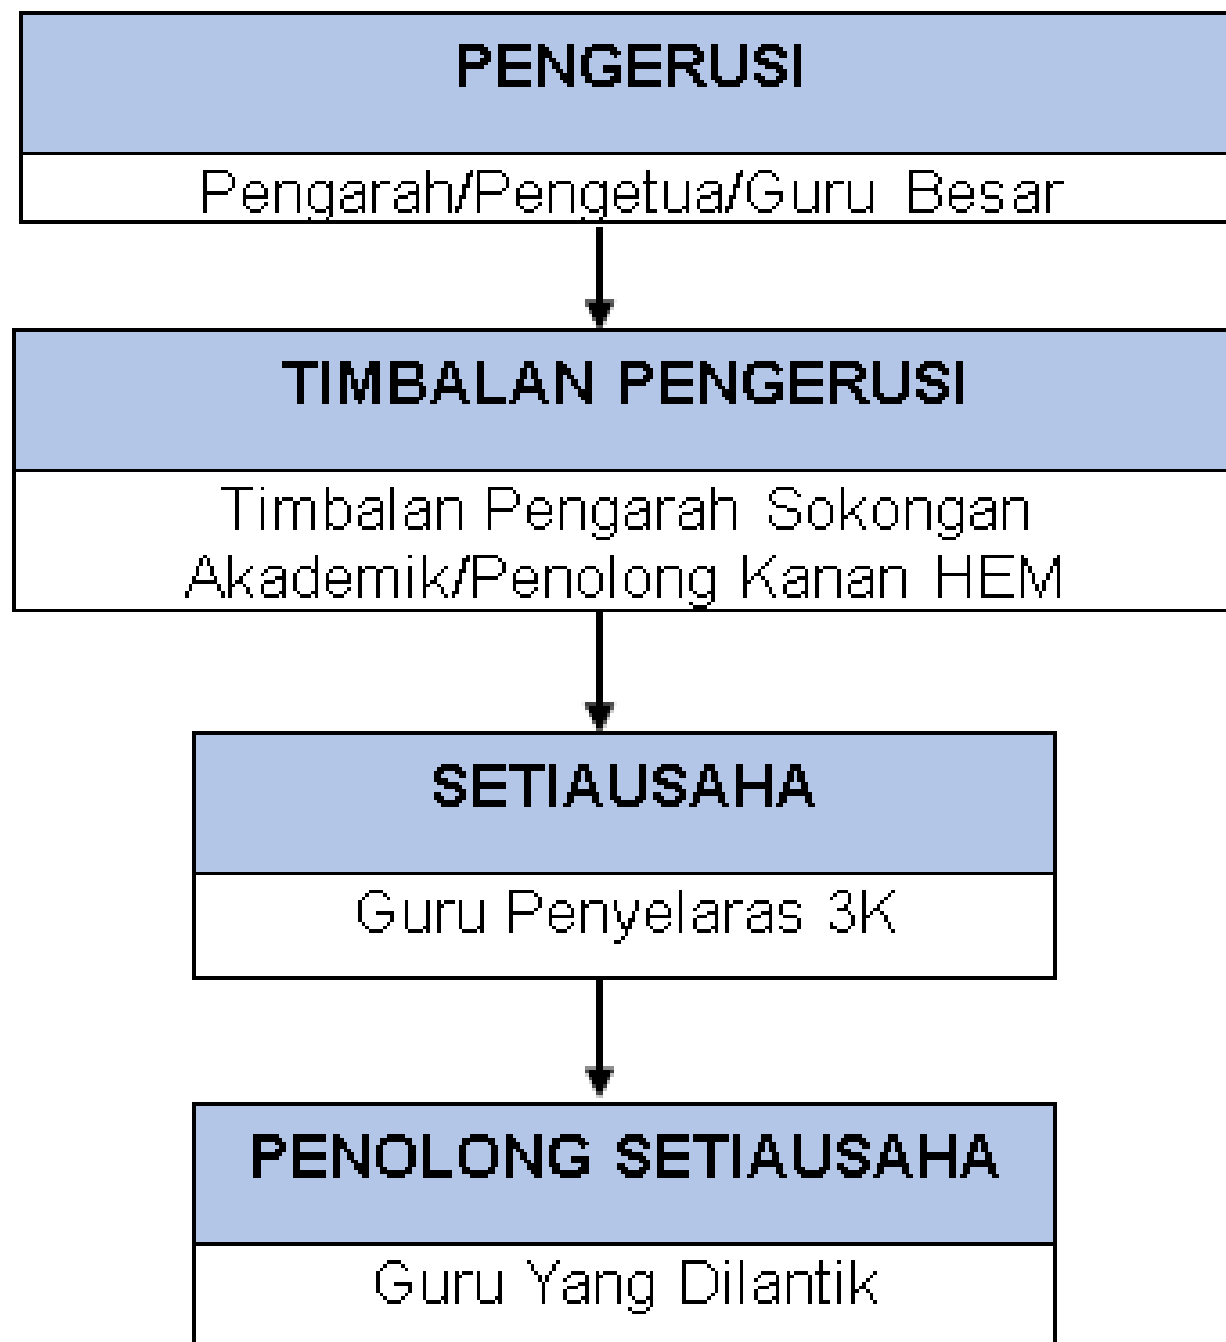 PENGERUSI
Pengarah/Pengetua/Guru Besar
TIMBALAN PENGERUSI
Timbalan Pengarah Sokongan
Akademik/Penolong Kanan HEM
SETIAUSAHA
Guru Penyelaras 3K
PENOLONG SETIAUSAHA
Guru Yang Dilantik